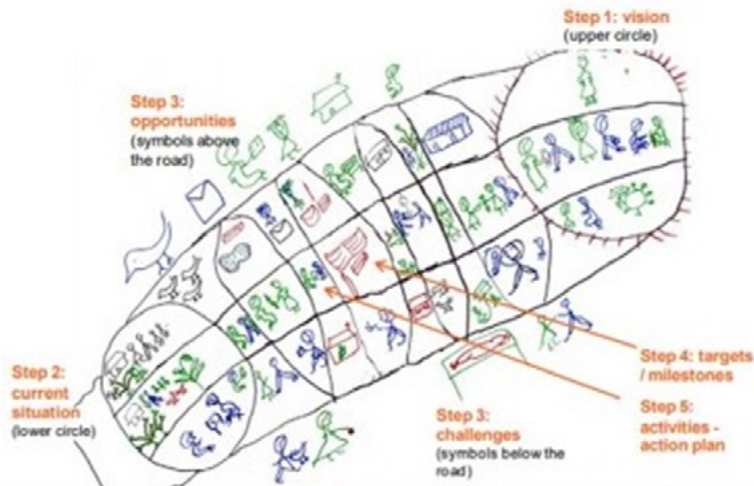 Step 1: vision
(upper circle)
Step 3:
opportunities
(symbols above
the road)
Step 2:
current
situation
(lower circle)
Step 3:
challenges
(symbols below the
road)
Step 4: targets
/ milestones
Step 5:
activities -
action plan